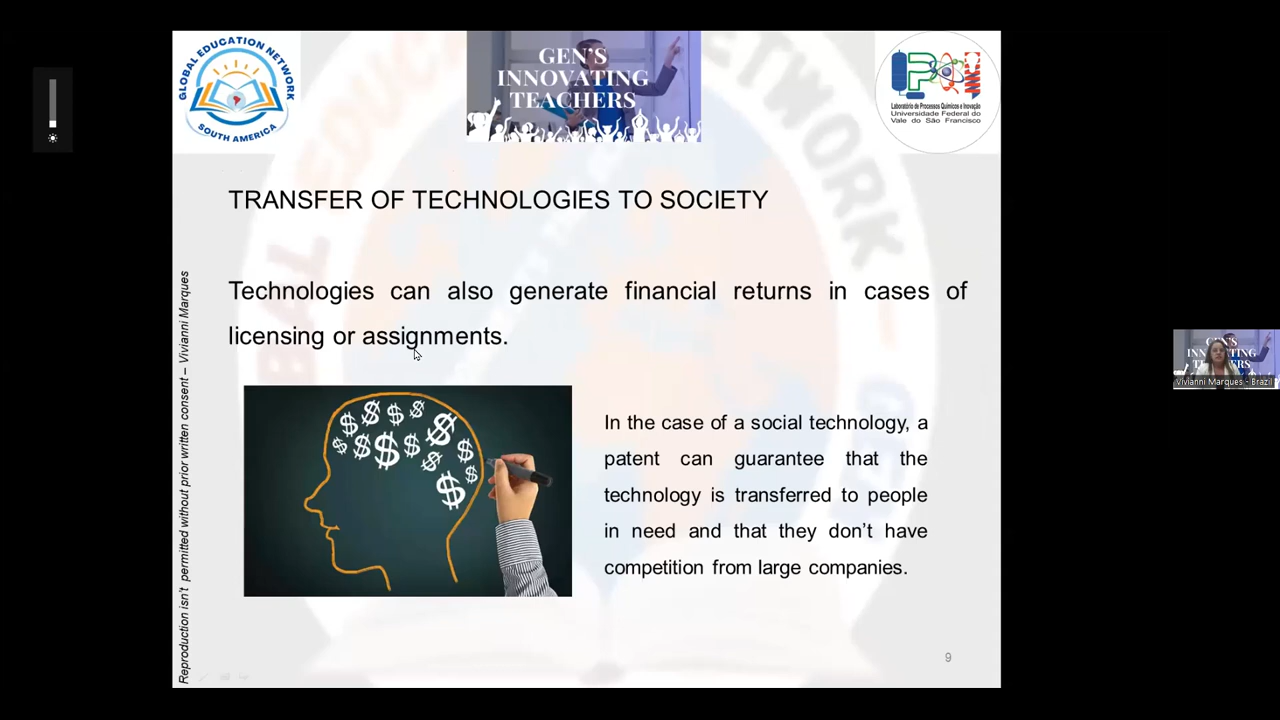 GLOBAL EDUCATION NETWORK
SOUTH AMERICA
GEN'S
INNOVATING
TEACHERS
Laboratório de Processos Químicos e Inovação
Universidade Federal do
Vale do São Francisco
TRANSFER OF TECHNOLOGIES TO SOCIETY
Technologies can also generate financial returns in cases of
licensing or assignments.
In the case of a social technology, a
patent can guarantee that the
technology is transferred to people
in need and that they don't have
competition from large companies.
Reproduction isn't permitted without prior written consent – Vivianni Marques
9
Vivianni Marques - Brazil